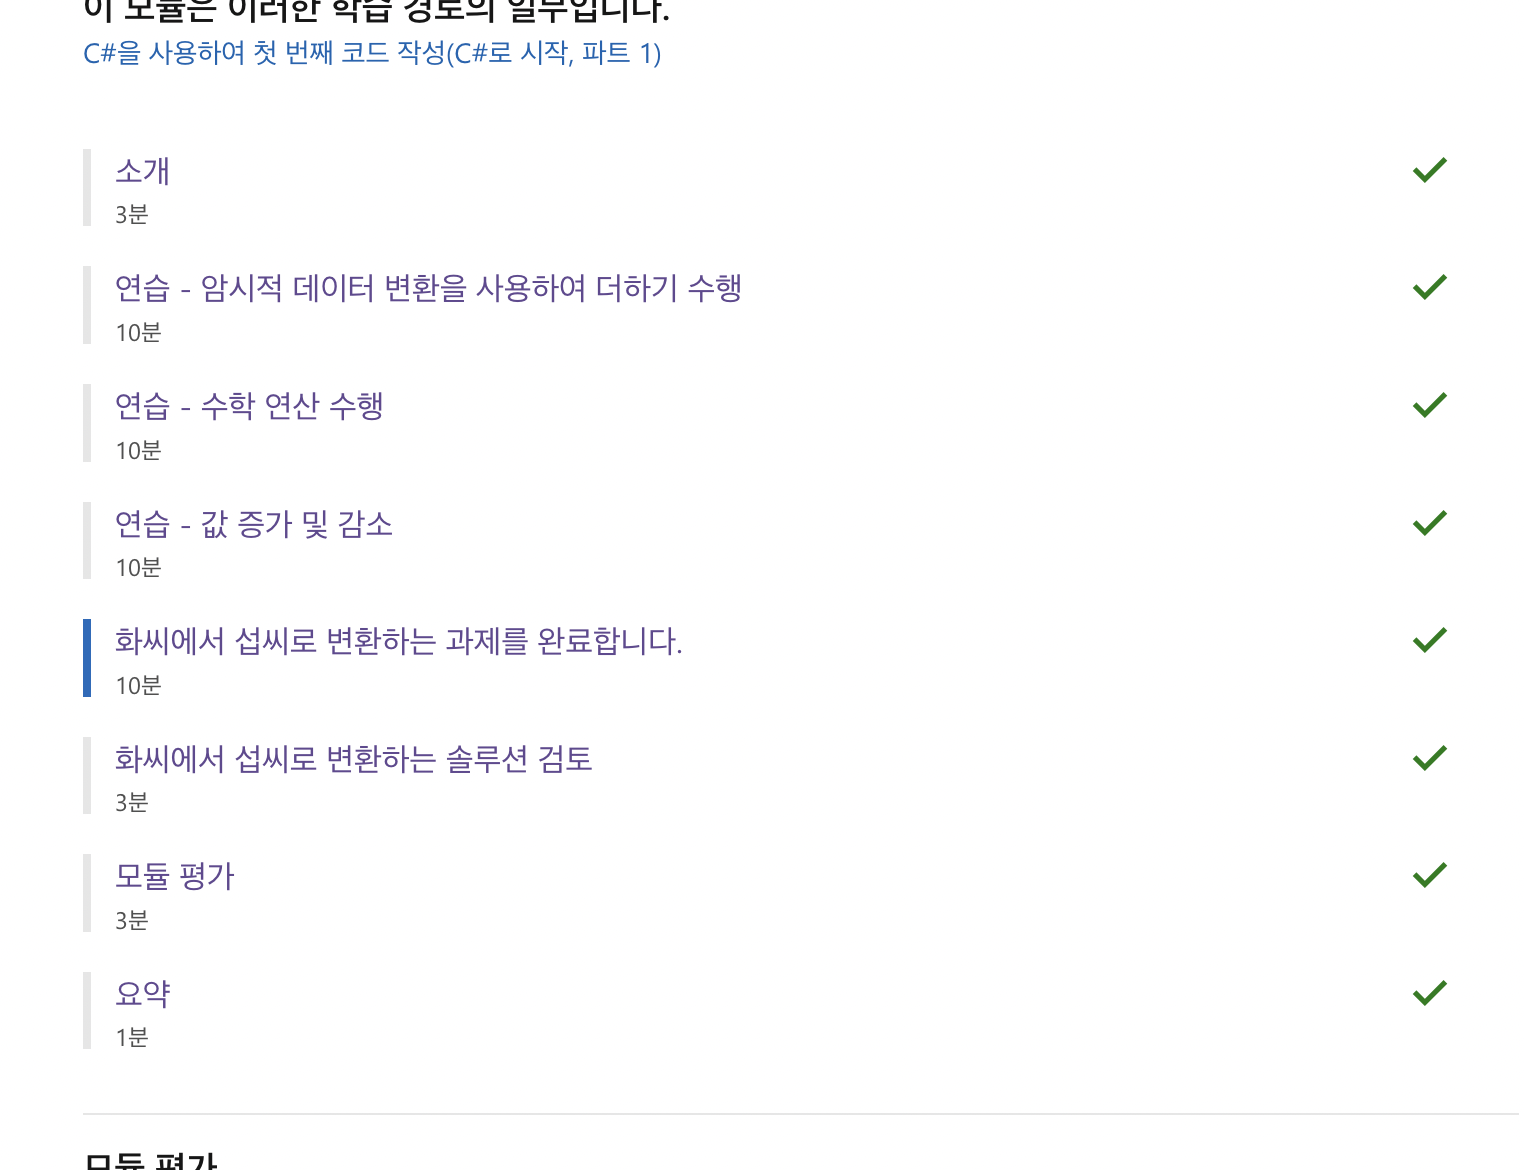 이 모듈은 이러한 학습 경로의 일부입니다.
C#을 사용하여 첫 번째 코드 작성(C#로 시작, 파트 1)
소개
3분
연습 - 암시적 데이터 변환을 사용하여 더하기 수행
10분
연습 - 수학 연산 수행
10분
연습 - 값 증가 및 감소
10분
화씨에서 섭씨로 변환하는 과제를 완료합니다.
10분
화씨에서 섭씨로 변환하는 솔루션 검토
3분
모듈 평가
3분
요약
1분
모듈 평가